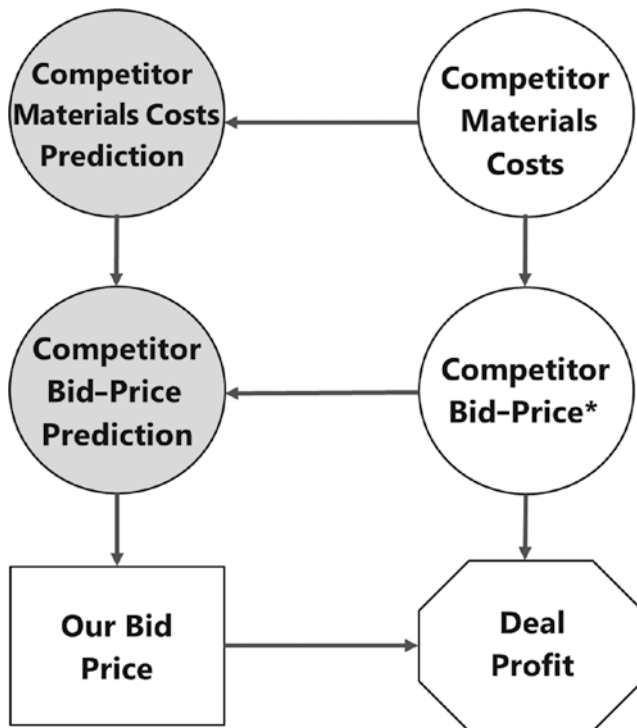 Competitor
Materials Costs
Prediction
Competitor
Materials
Costs
Competitor
Bid-Price
Prediction
Competitor
Bid-Price*
Our Bid
Price
Deal
Profit